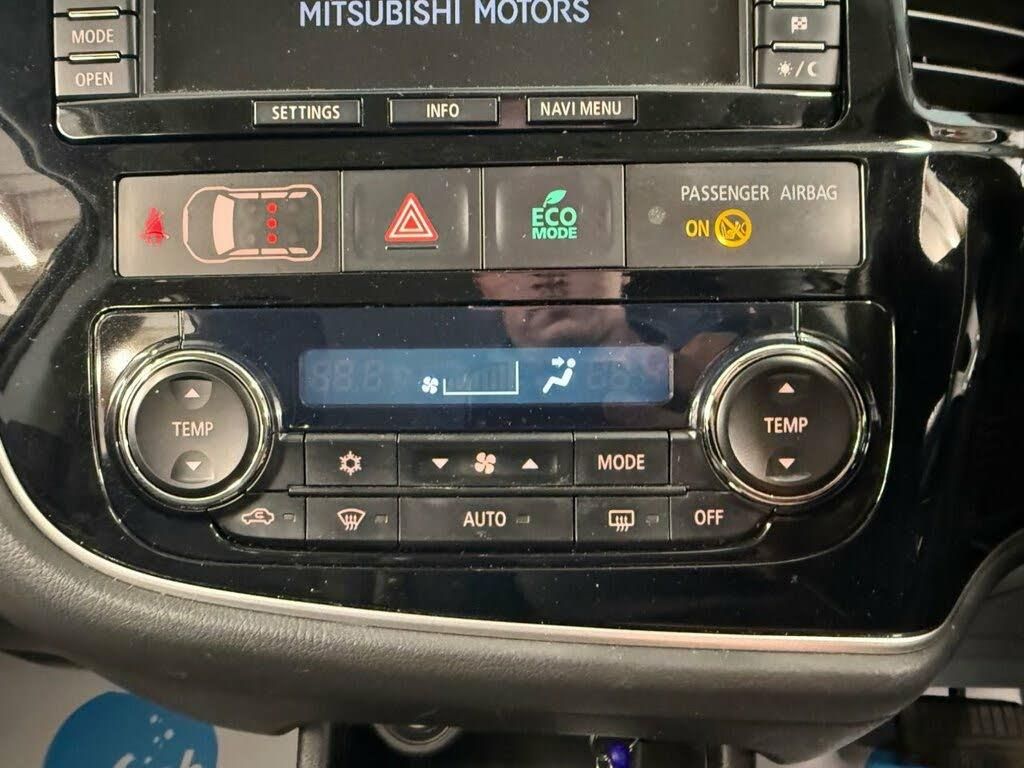 MITSUBISHI MOTORS
MODE
OPEN
SETTINGS
INFO
NAVI MENU
ECO
MODE
PASSENGER AIRBAG
ON
TEMP
TEMP
MODE
AUTO
OFF